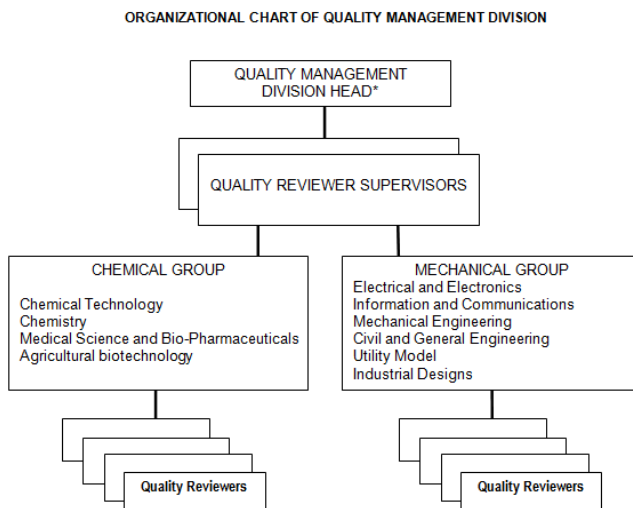 ORGANIZATIONAL CHART OF QUALITY MANAGEMENT DIVISION
QUALITY MANAGEMENT
DIVISION HEAD*
QUALITY REVIEWER SUPERVISORS
CHEMICAL GROUP
Chemical Technology
Chemistry
Medical Science and Bio-Pharmaceuticals
Agricultural biotechnology
MECHANICAL GROUP
Electrical and Electronics
Information and Communications
Mechanical Engineering
Civil and General Engineering
Utility Model
Industrial Designs
Quality Reviewers
Quality Reviewers